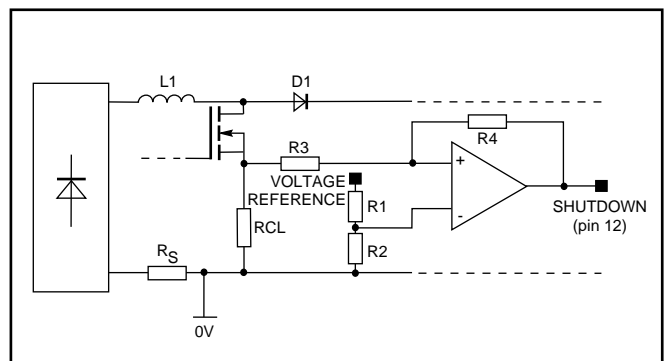 L1
D1
R3
R4
VOLTAGE
REFERENCE
R1
+
-
SHUTDOWN
(pin 12)
RCL
R2
RS
0V